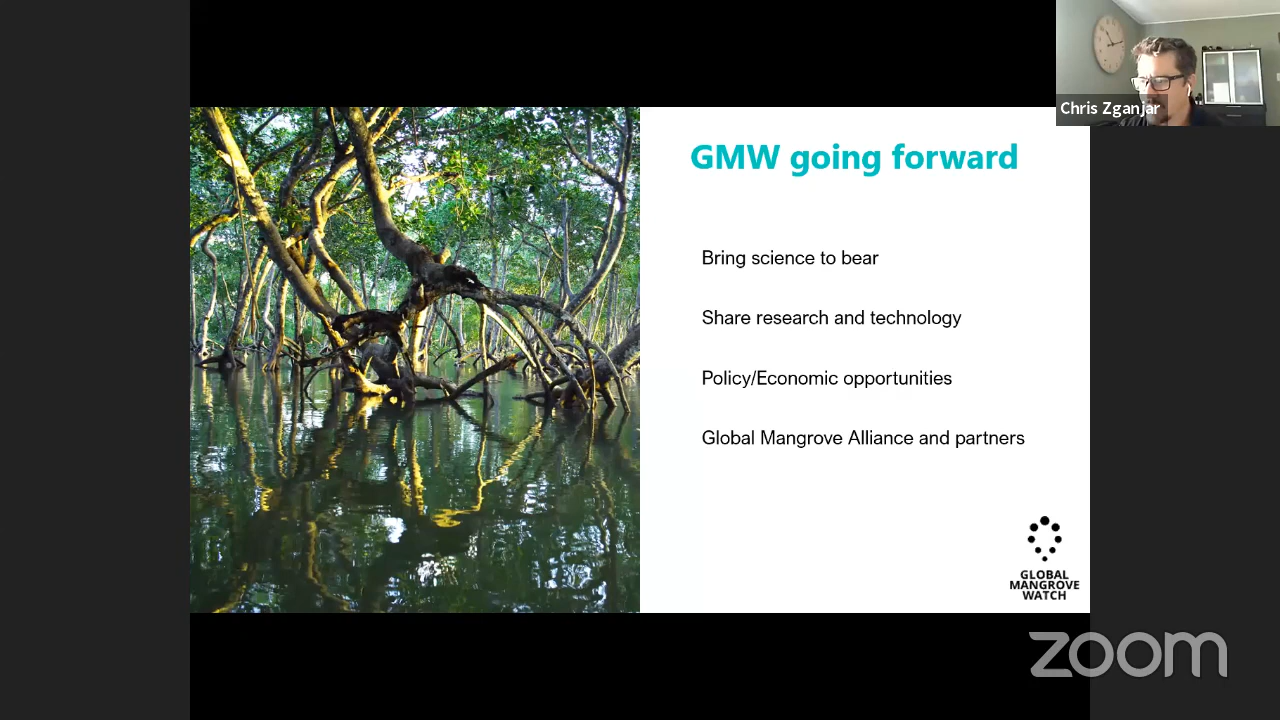 Chris Zganjar
GMW going forward
Bring science to bear
Share research and technology
Policy/Economic opportunities
Global Mangrove Alliance and partners
GLOBAL
MANGROVE
WATCH
zoom